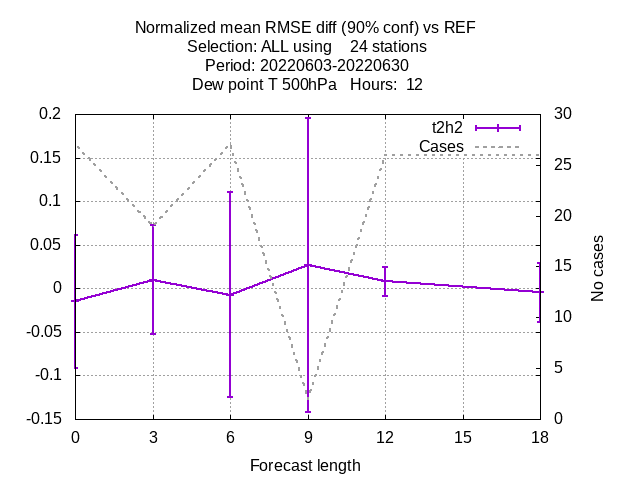 Normalized mean RMSE diff (90% conf) vs REF
Selection: ALL using    24 stations
Period: 20220603-20220630
Dew point T 500hPa   Hours:  12
t2h2
Cases
0.2
0.15
0.1
0.05
0
-0.05
-0.1
-0.15
30
25
20
15
10
5
0
No cases
0 3 6 9 12 15 18
Forecast length